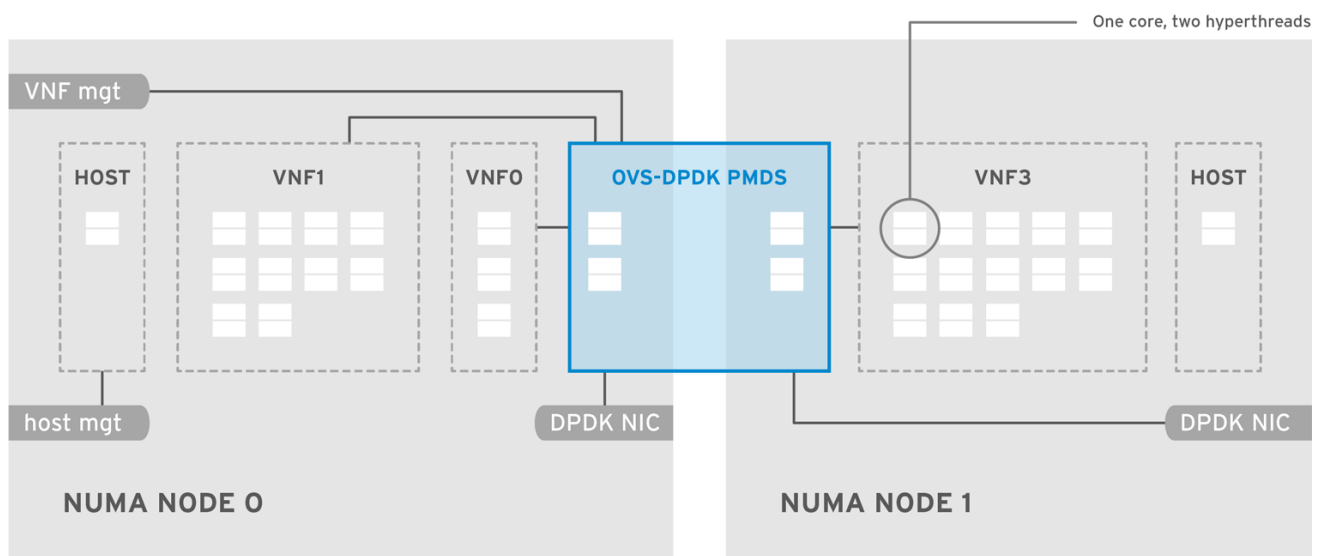 One core, two hyperthreads
VNF mgt
HOST
VNF1
VNF0
OVS-DPDK PMDS
VNF3
HOST
host mgt
DPDK NIC
DPDK NIC
NUMA NODE 0
NUMA NODE 1